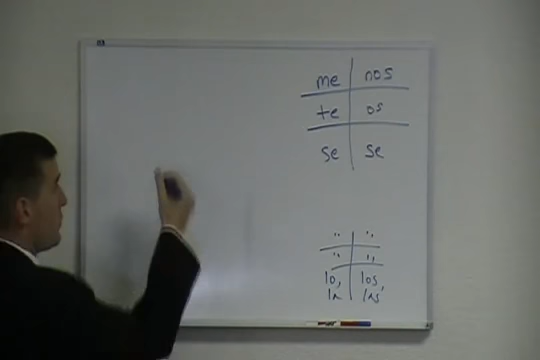 me nos
te os
se se
" "
" "
lo, los,
la las